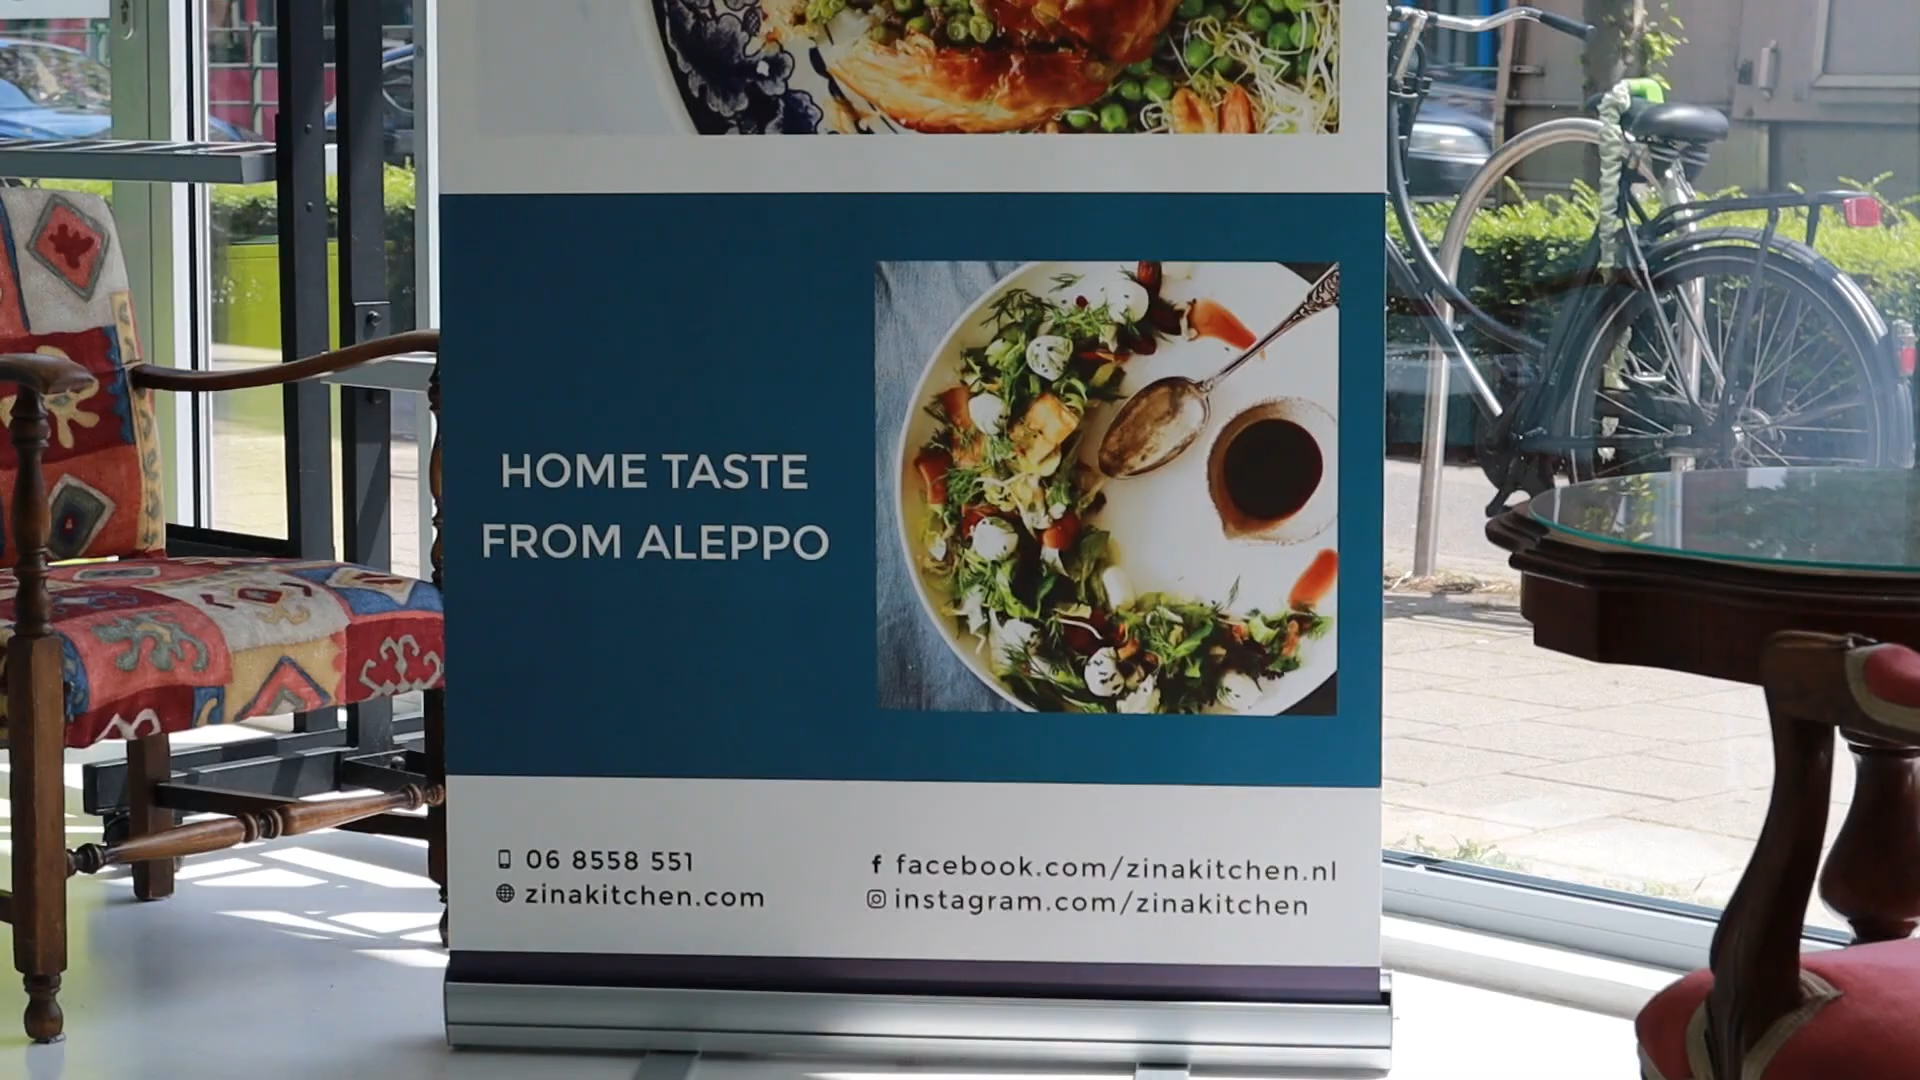 HOME TASTE
FROM ALEPPO
06 8558 551
zinakitchen.com
facebook.com/zinakitchen.nl
instagram.com/zinakitchen